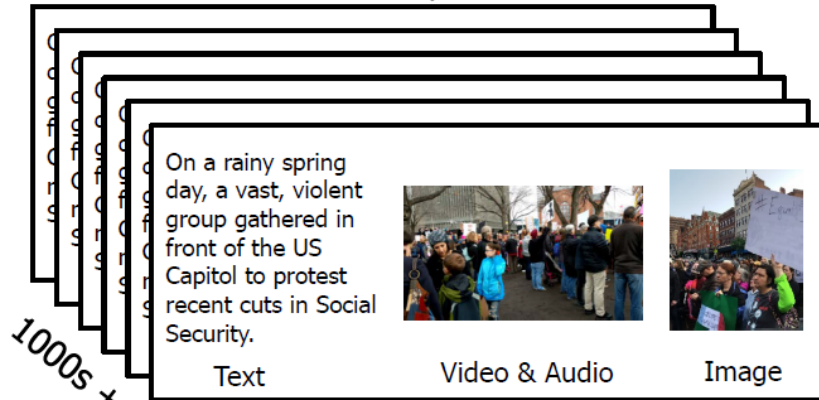 On a rainy spring
day, a vast, violent
group gathered in
front of the US
Capitol to protest
recent cuts in Social
Security.
Text
Video & Audio
Image
1000s +